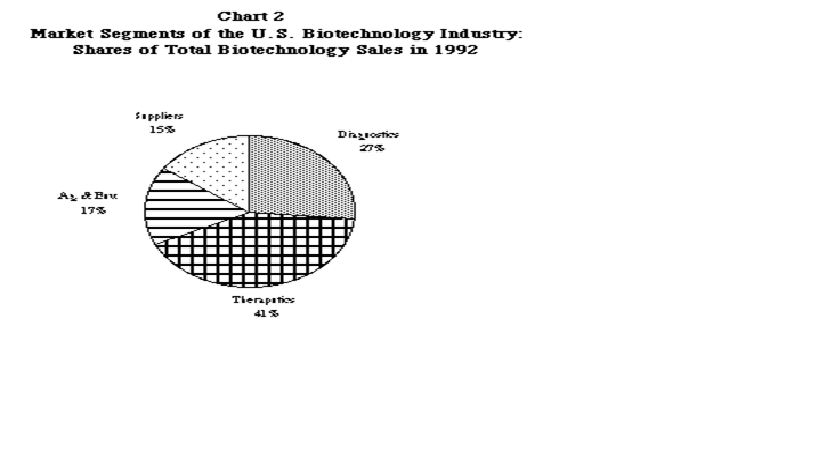 Chart 2
Market Segments of the U.S. Biotechnology Industry:
Shares of Total Biotechnology Sales in 1992
Suppliers
15%
Diagnostics
27%
Ag. &
17%
Therapeutics
41%